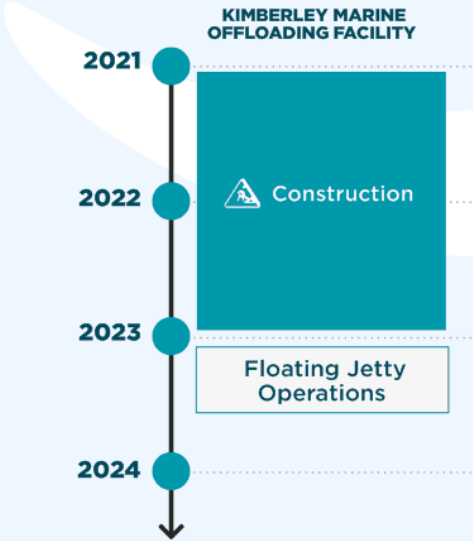 KIMBERLEY MARINE
OFFLOADING FACILITY
2021
2022
Construction
2023
Floating Jetty
Operations
2024